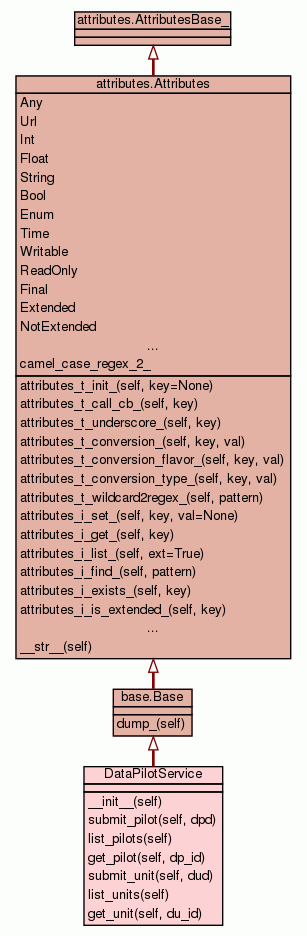 attributes.AttributesBase_
attributes.Attributes
Any
Url
Int
Float
String
Bool
Enum
Time
Writable
ReadOnly
Final
Extended
NotExtended
...
camel_case_regex_2_
attributes_t_init_(self, key=None)
attributes_t_call_cb_(self, key)
attributes_t_underscore_(self, key)
attributes_t_conversion_(self, key, val)
attributes_t_conversion_flavor_(self, key, val)
attributes_t_conversion_type_(self, key, val)
attributes_t_wildcard2regex_(self, pattern)
attributes_i_set_(self, key, val=None)
attributes_i_get_(self, key)
attributes_i_list_(self, ext=True)
attributes_i_find_(self, pattern)
attributes_i_exists_(self, key)
attributes_i_is_extended_(self, key)
...
__str__(self)
base.Base
dump_(self)
DataPilotService
__init__(self)
submit_pilot(self, dpd)
list_pilots(self)
get_pilot(self, dp_id)
submit_unit(self, dud)
list_units(self)
get_unit(self, du_id)